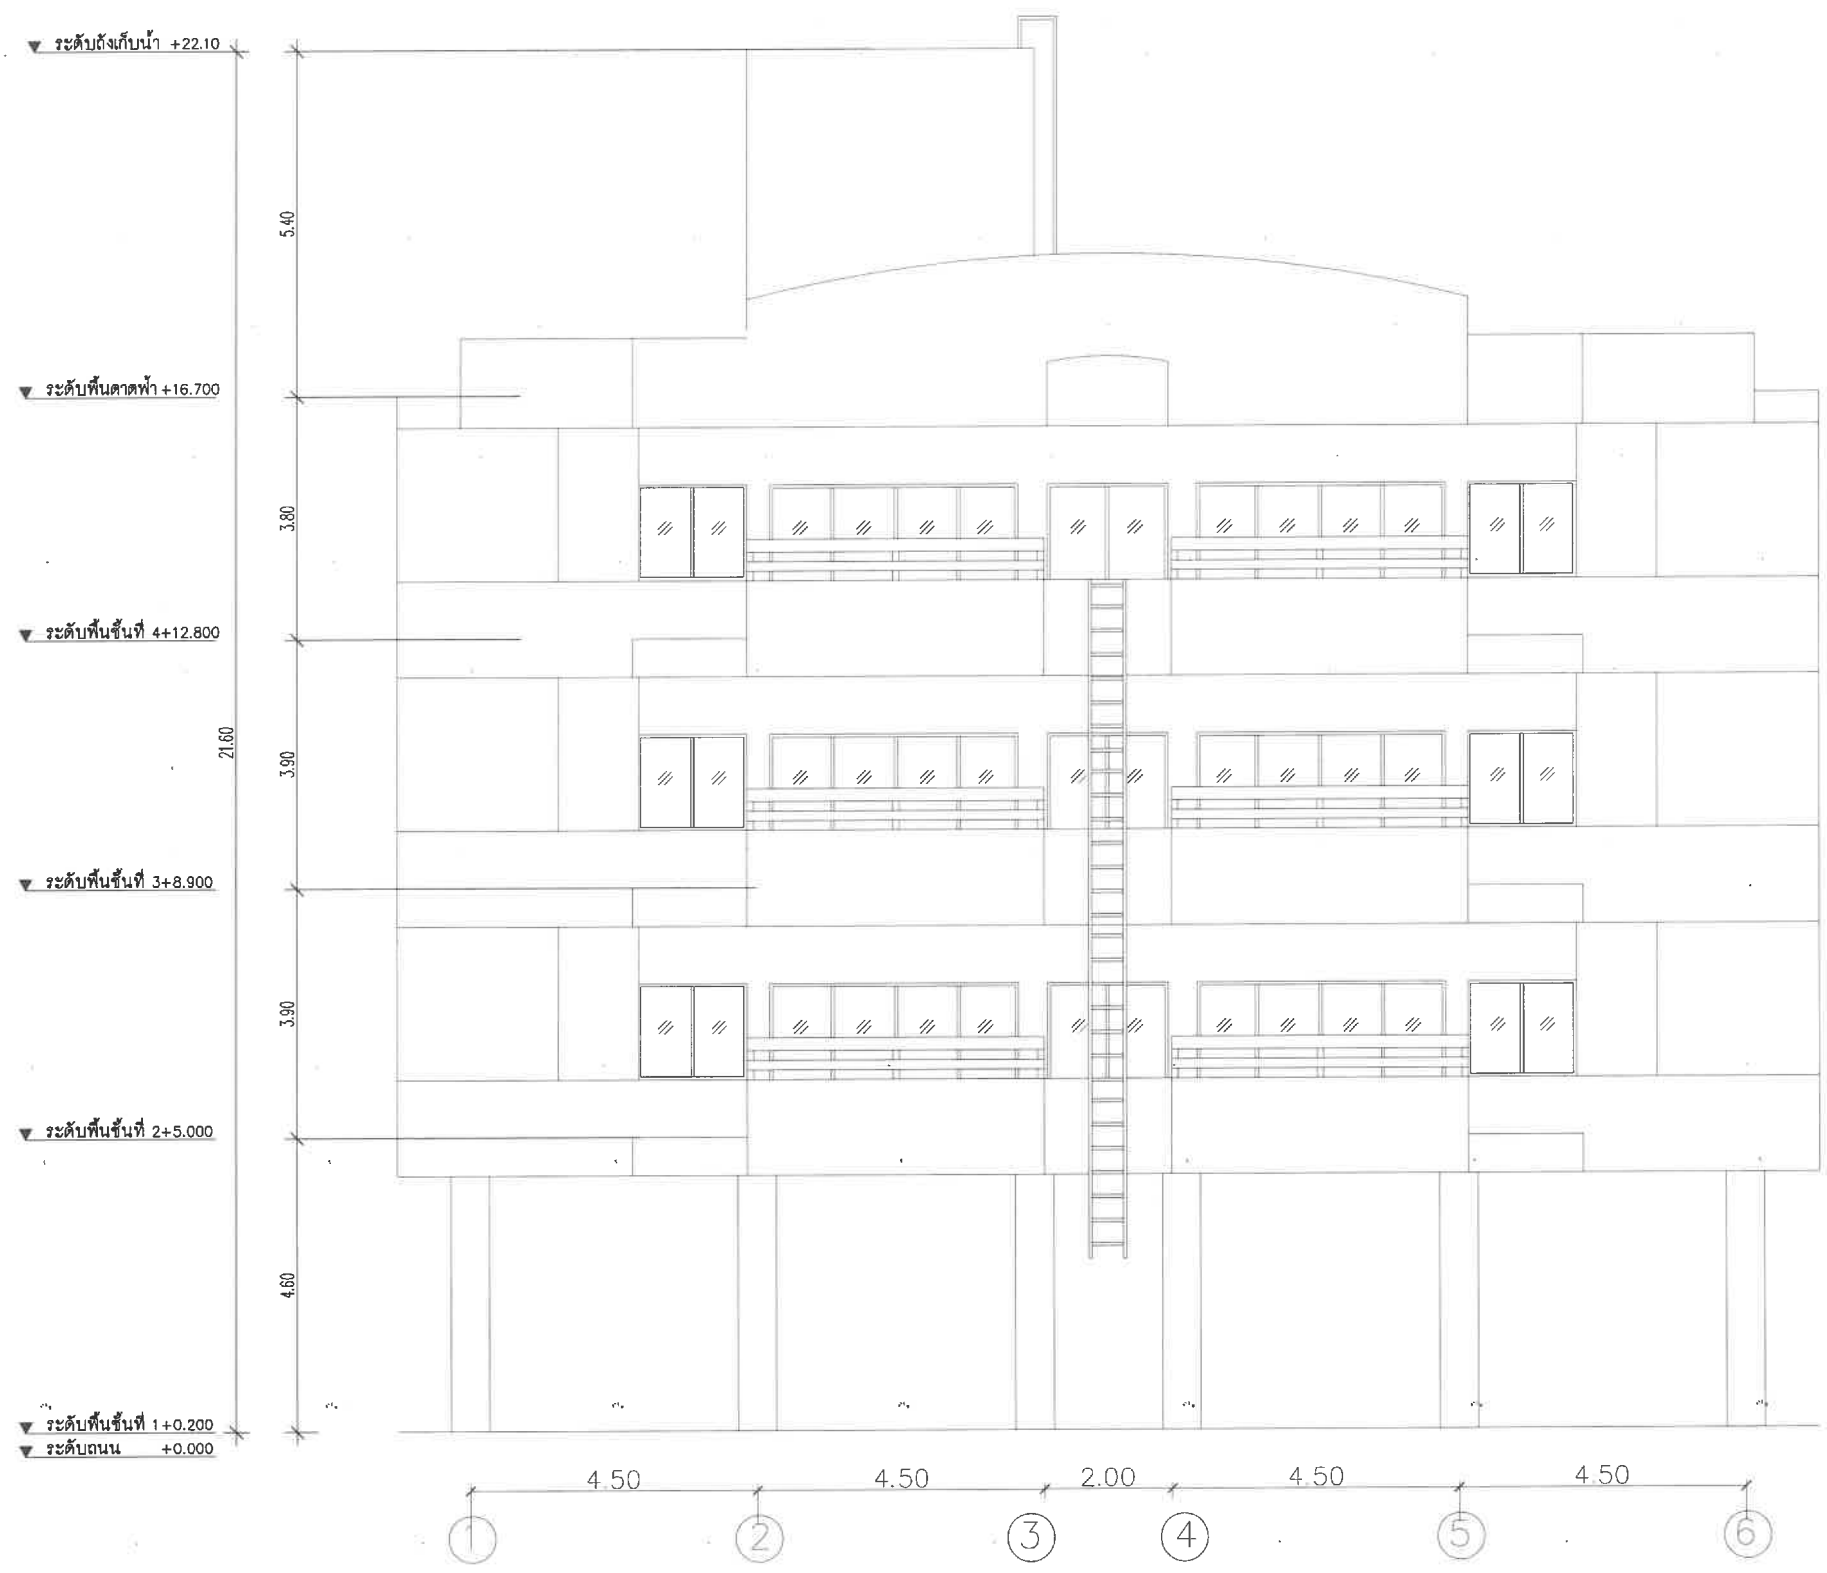 ระดับถังเก็บน้ำ +22.10
5.40
ระดับพื้นดาดฟ้า +16.700
3.80
ระดับพื้นชั้นที่ 4+12.800
21.60
3.90
ระดับพื้นชั้นที่ 3+8.900
3.90
ระดับพื้นชั้นที่ 2+5.000
4.60
ระดับพื้นชั้นที่ 1+0.200
ระดับถนน +0.000
4.50 4.50 2.00 4.50 4.50
1 2 3 4 5 6